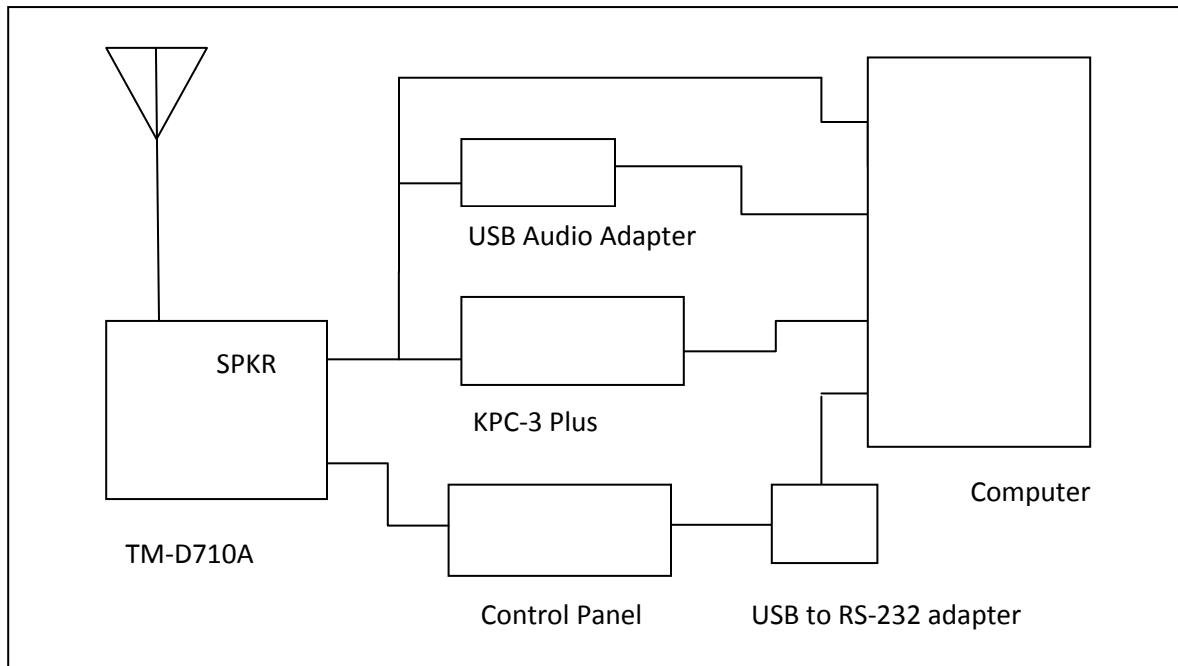 USB Audio Adapter
SPKR
KPC-3 Plus
Computer
TM-D710A
Control Panel
USB to RS-232 adapter